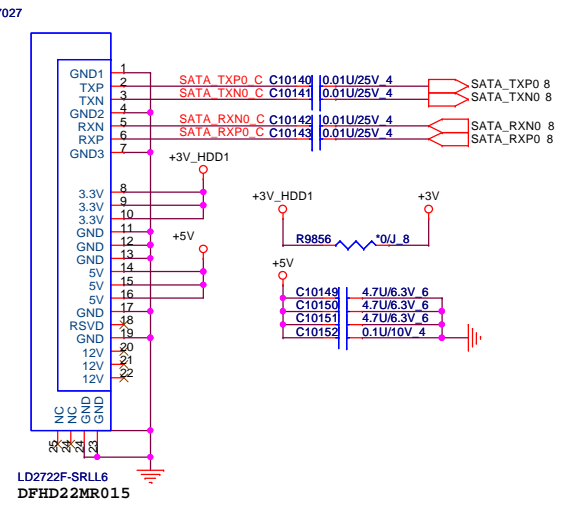 7027
GND1 1
TXP 2 SATA_TXP0_C C10140 0.01U/25V_4 SATA_TXP0 8
TXN 3 SATA_TXN0_C C10141 0.01U/25V_4 SATA_TXN0 8
GND2 4
RXN 5 SATA_RXN0_C C10142 0.01U/25V_4 SATA_RXN0 8
RXP 6 SATA_RXP0_C C10143 0.01U/25V_4 SATA_RXP0 8
GND3 7
+3V_HDD1
3.3V 8
3.3V 9
3.3V 10
GND 11
GND 12
GND 13
5V 14
5V 15
5V 16
GND 17
RSVD 18
GND 19
12V 20
12V 21
12V 22
+5V
+3V_HDD1 +3V
R9856 *0/J_8
+5V
C10149 4.7U/6.3V_6
C10150 4.7U/6.3V_6
C10151 4.7U/6.3V_6
C10152 0.1U/10V_4
NC NC GND GND
25 24 24 23
LD2722F-SRLL6
DFHD22MR015